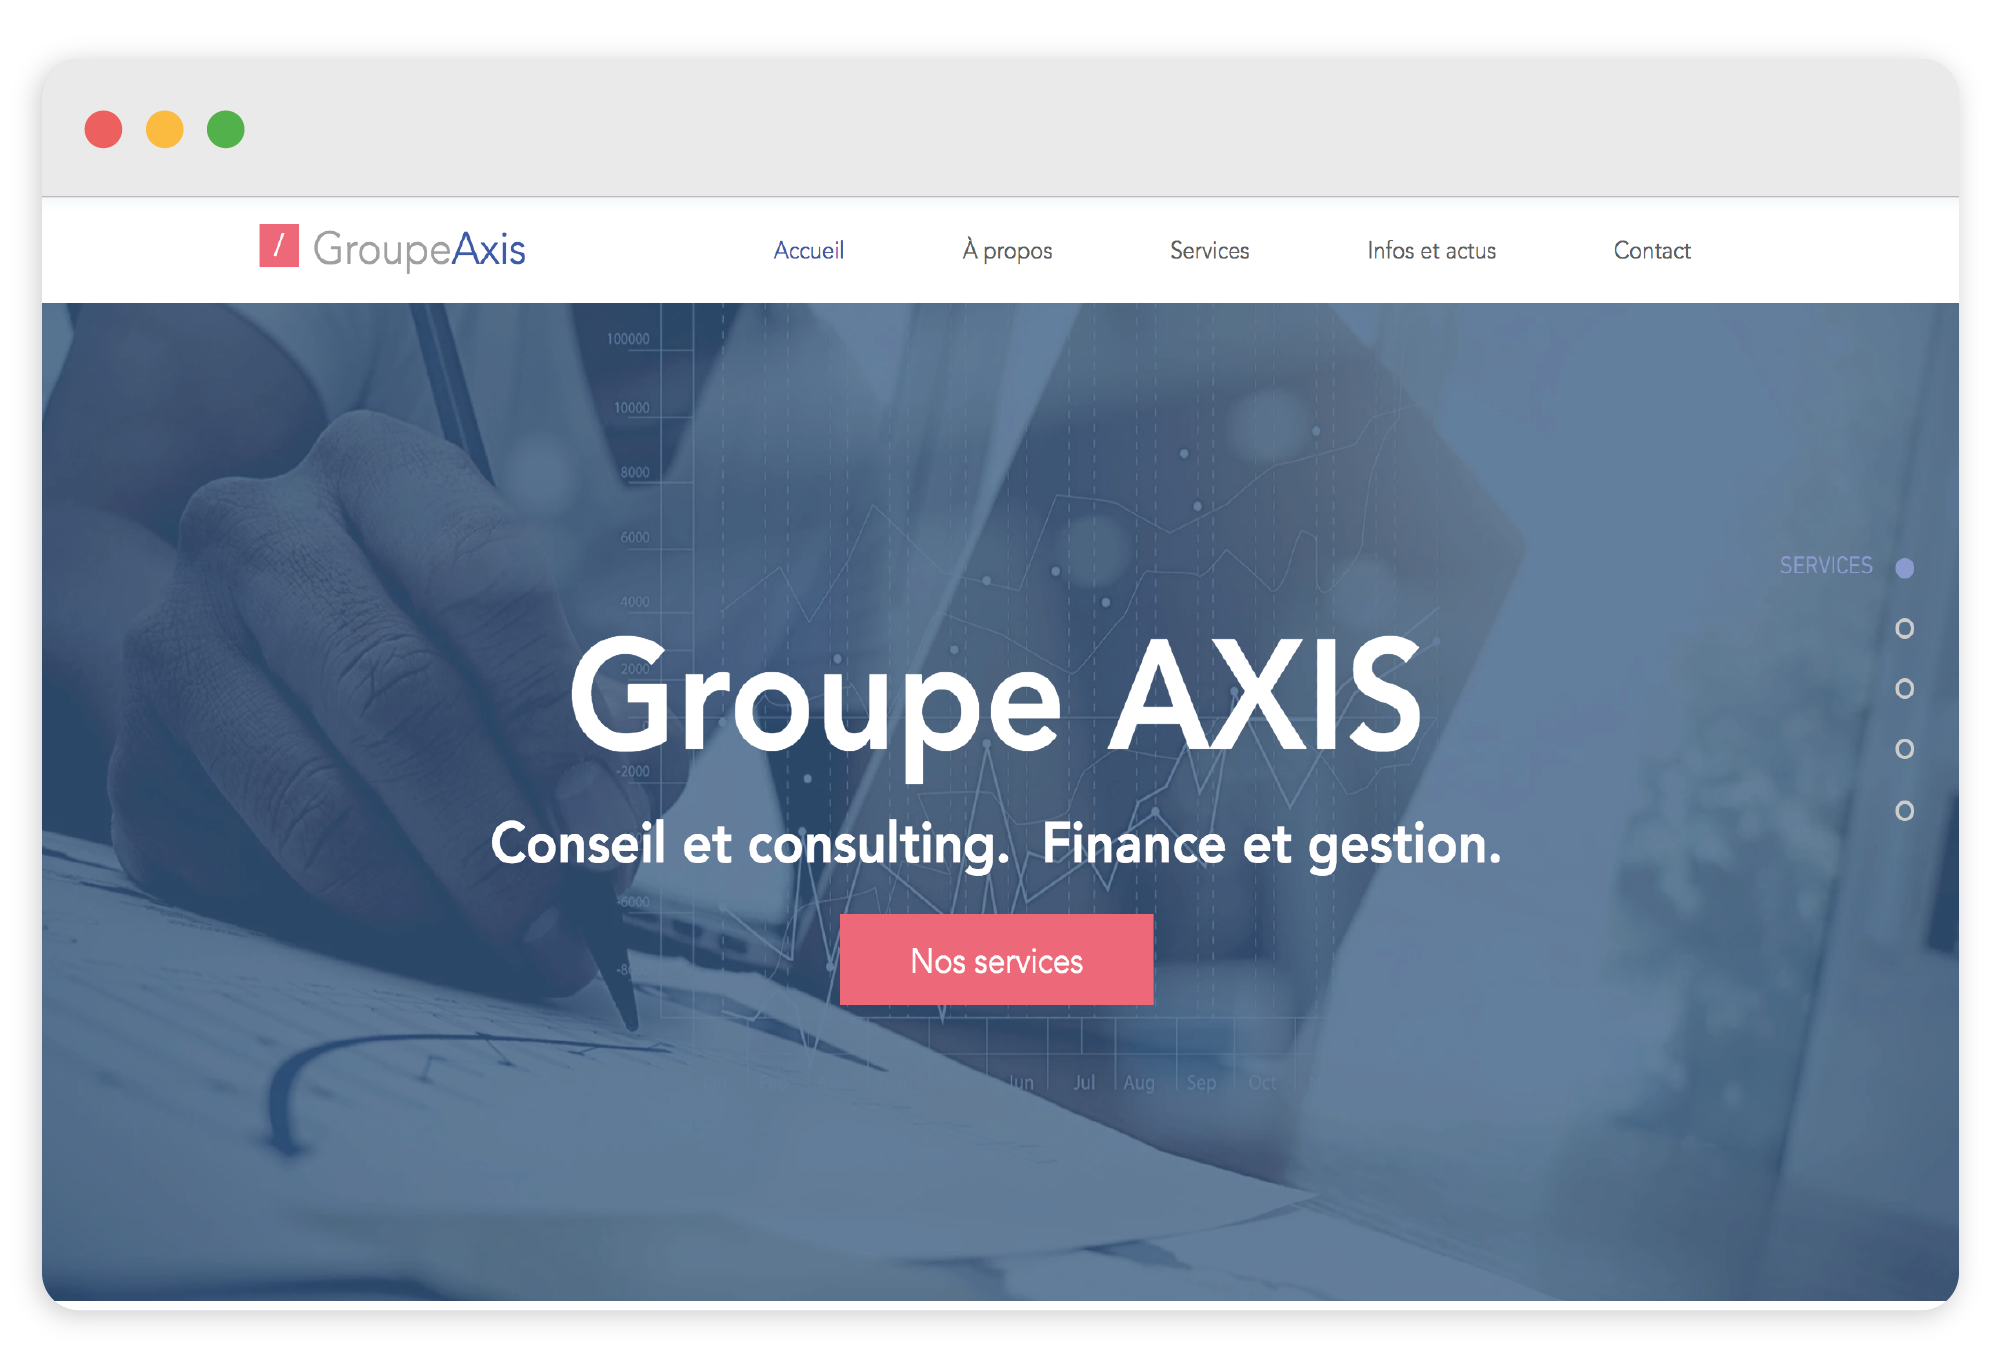 / GroupeAxis
Accueil À propos Services Infos et actus Contact
100000
10000
8000
6000
SERVICES
4000
2000
Groupe AXIS
-2000
Conseil et consulting. Finance et gestion.
-6000
Nos services
Jun Jul Aug Sep Oct